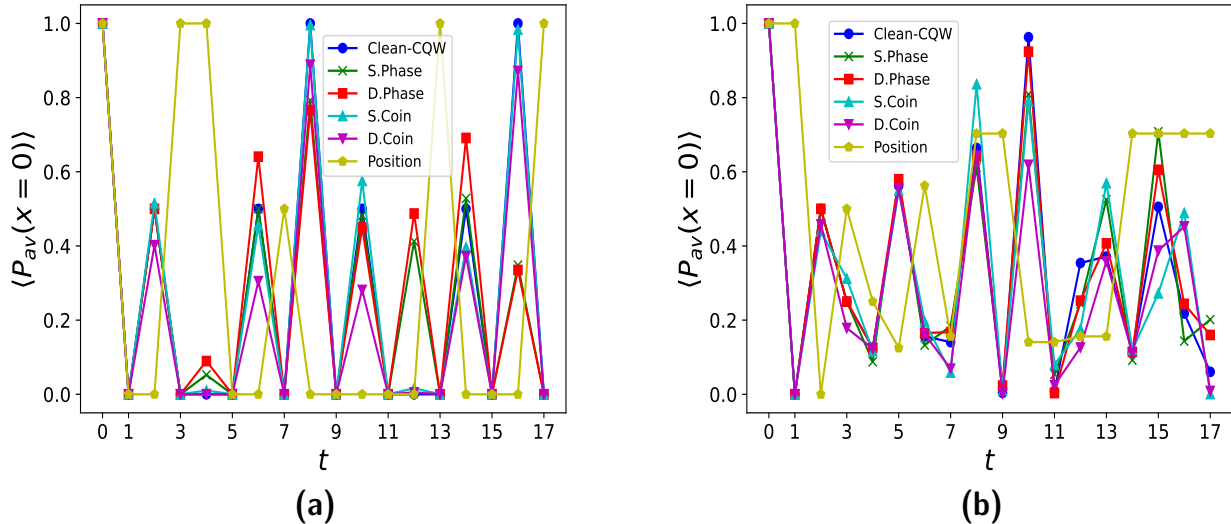 1.0
0.8
0.6
0.4
0.2
0.0
⟨P_av(x = 0)⟩
Clean-CQW
S.Phase
D.Phase
S.Coin
D.Coin
Position
0 1 3 5 7 9 11 13 15 17
t
(a)
1.0
0.8
0.6
0.4
0.2
0.0
⟨P_av(x = 0)⟩
Clean-CQW
S.Phase
D.Phase
S.Coin
D.Coin
Position
0 1 3 5 7 9 11 13 15 17
t
(b)